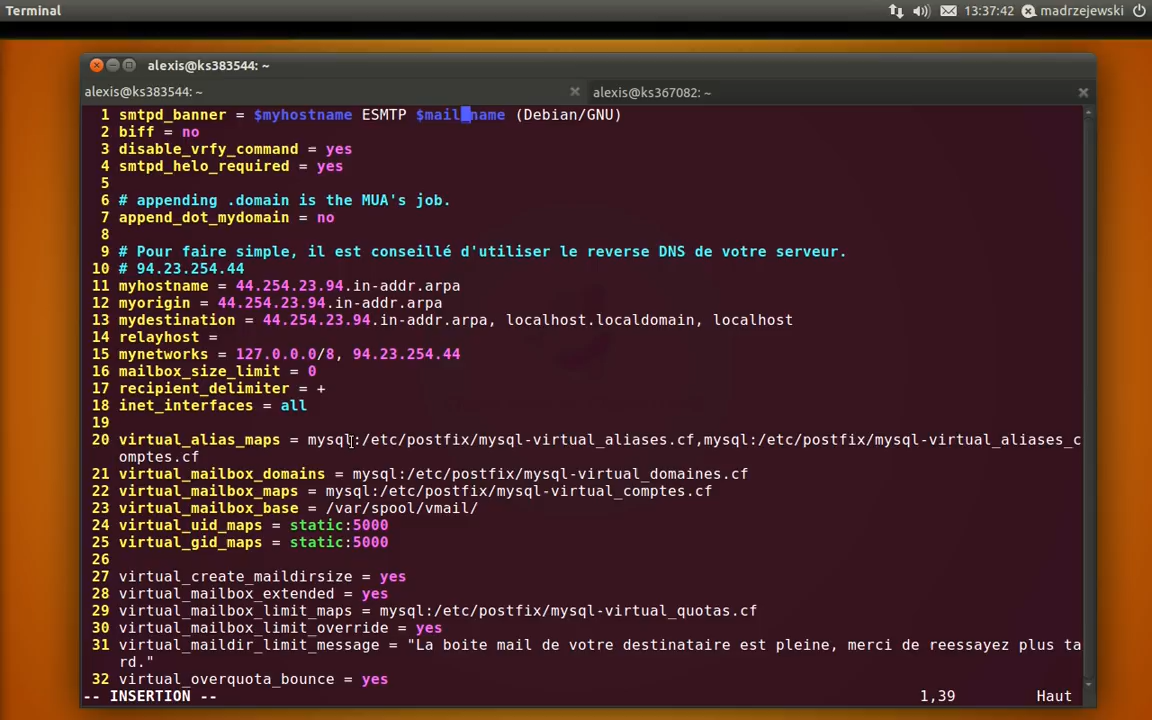 Terminal 13:37:42 madrzejewski
alexis@ks383544: ~
alexis@ks383544: ~ alexis@ks367082: ~
1 smtpd_banner = $myhostname ESMTP $mail_name (Debian/GNU)
2 biff = no
3 disable_vrfy_command = yes
4 smtpd_helo_required = yes
5
6 # appending .domain is the MUA's job.
7 append_dot_mydomain = no
8
9 # Pour faire simple, il est conseillé d'utiliser le reverse DNS de votre serveur.
10 # 94.23.254.44
11 myhostname = 44.254.23.94.in-addr.arpa
12 myorigin = 44.254.23.94.in-addr.arpa
13 mydestination = 44.254.23.94.in-addr.arpa, localhost.localdomain, localhost
14 relayhost =
15 mynetworks = 127.0.0.0/8, 94.23.254.44
16 mailbox_size_limit = 0
17 recipient_delimiter = +
18 inet_interfaces = all
19
20 virtual_alias_maps = mysql:/etc/postfix/mysql-virtual_aliases.cf,mysql:/etc/postfix/mysql-virtual_aliases_c
omptes.cf
21 virtual_mailbox_domains = mysql:/etc/postfix/mysql-virtual_domaines.cf
22 virtual_mailbox_maps = mysql:/etc/postfix/mysql-virtual_comptes.cf
23 virtual_mailbox_base = /var/spool/vmail/
24 virtual_uid_maps = static:5000
25 virtual_gid_maps = static:5000
26
27 virtual_create_maildirsize = yes
28 virtual_mailbox_extended = yes
29 virtual_mailbox_limit_maps = mysql:/etc/postfix/mysql-virtual_quotas.cf
30 virtual_mailbox_limit_override = yes
31 virtual_maildir_limit_message = "La boite mail de votre destinataire est pleine, merci de reessayez plus ta
rd."
32 virtual_overquota_bounce = yes
-- INSERTION -- 1,39 Haut